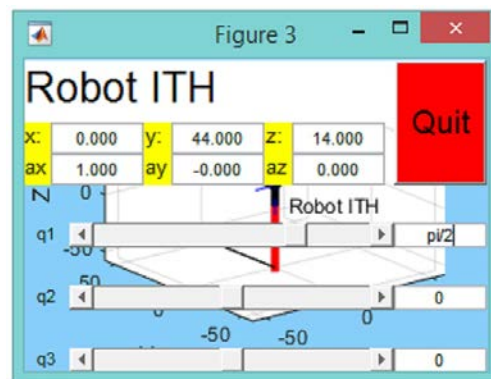 Figure 3
Robot ITH
Quit
x: 0.000 y: 44.000 z: 14.000
ax 1.000 ay -0.000 az 0.000
Z 0
Robot ITH
q1 pi/2
-50
50
q2 0
0 0
-50 -50
q3 0